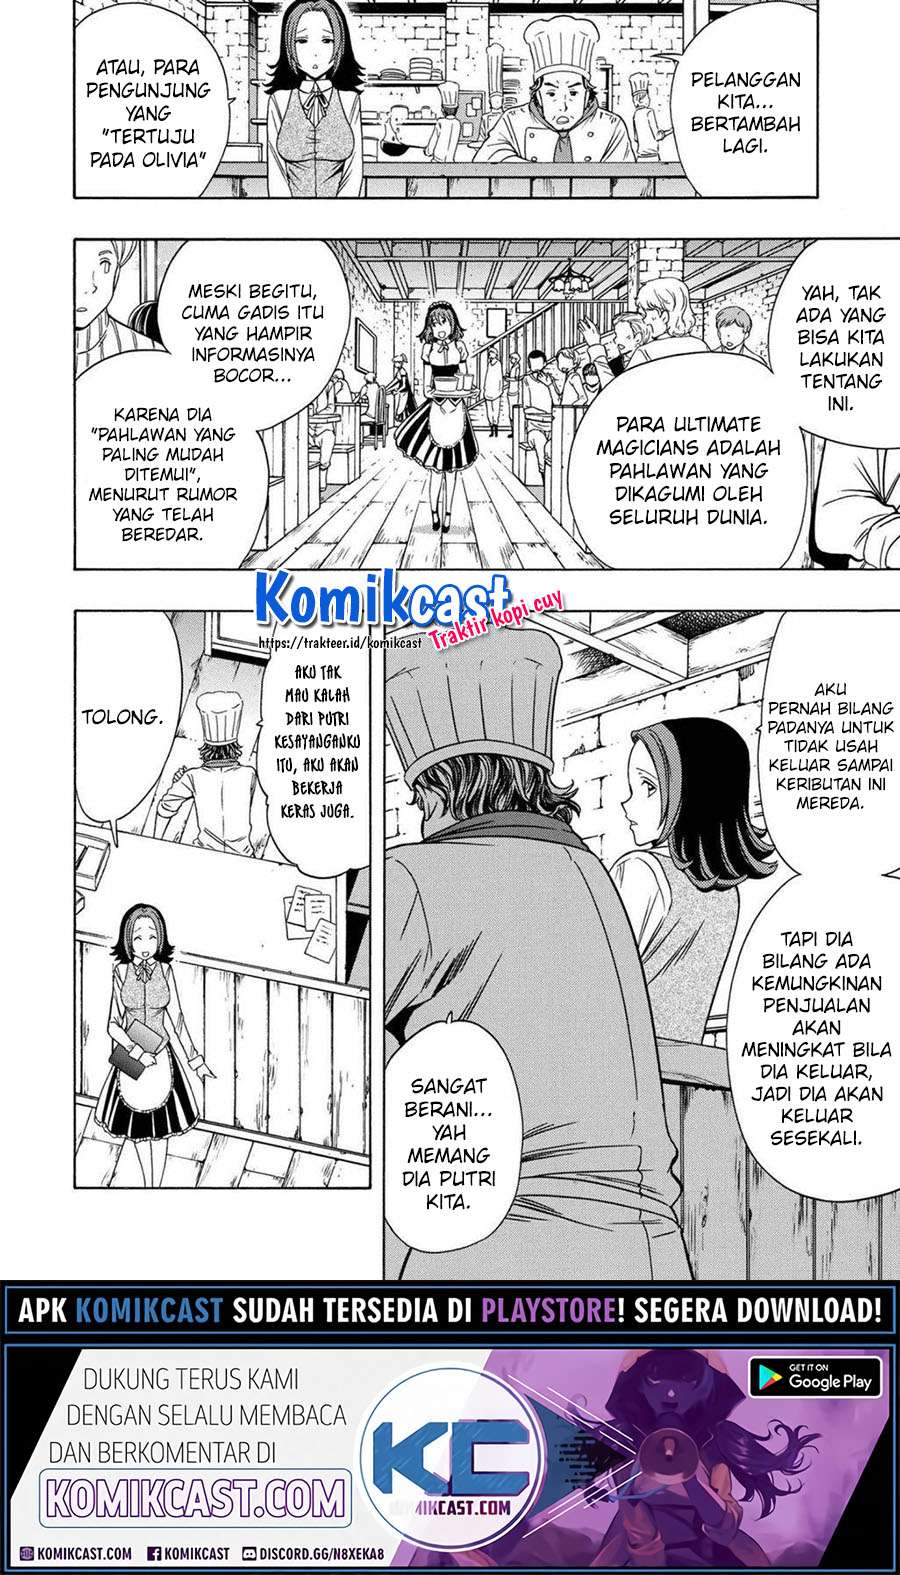 PELANGGAN
KITA...
BERTAMBAH
LAGI.
ATAU, PARA
PENGUNJUNG
YANG
"TERTUJU
PADA OLIVIA"
YAH, TAK
ADA YANG
BISA KITA
LAKUKAN
TENTANG
INI.
PARA ULTIMATE
MAGICIANS ADALAH
PAHLAWAN YANG
DIKAGUMI OLEH
SELURUH DUNIA.
MESKI BEGITU,
CUMA GADIS ITU
YANG HAMPIR
INFORMASINYA
BOCOR...
KARENA DIA
"PAHLAWAN YANG
PALING MUDAH
DITEMUI",
MENURUT RUMOR
YANG TELAH
BEREDAR.
Komikcast
https://trakteer.id/komikcast
Traktir kopi cuy
AKU
PERNAH BILANG
PADANYA UNTUK
TIDAK USAH
KELUAR SAMPAI
KERIBUTAN INI
MEREDA.
TAPI DIA
BILANG ADA
KEMUNGKINAN
PENJUALAN
AKAN
MENINGKAT BILA
DIA KELUAR,
JADI DIA AKAN
KELUAR
SESEKALI.
SANGAT
BERANI...
YAH
MEMANG
DIA PUTRI
KITA.
AKU TAK
MAU KALAH
DARI PUTRI
KESAYANGANKU
ITU, AKU AKAN
BEKERJA
KERAS JUGA.
TOLONG.
APK KOMIKCAST SUDAH TERSEDIA DI PLAYSTORE! SEGERA DOWNLOAD!
DUKUNG TERUS KAMI
DENGAN SELALU MEMBACA
DAN BERKOMENTAR DI
KOMIKCAST.COM
KC
KOMIKCAST.COM
GET IT ON
Google Play
KOMIKCAST.COM
KOMIKCAST
DISCORD.GG/N8XEKA8